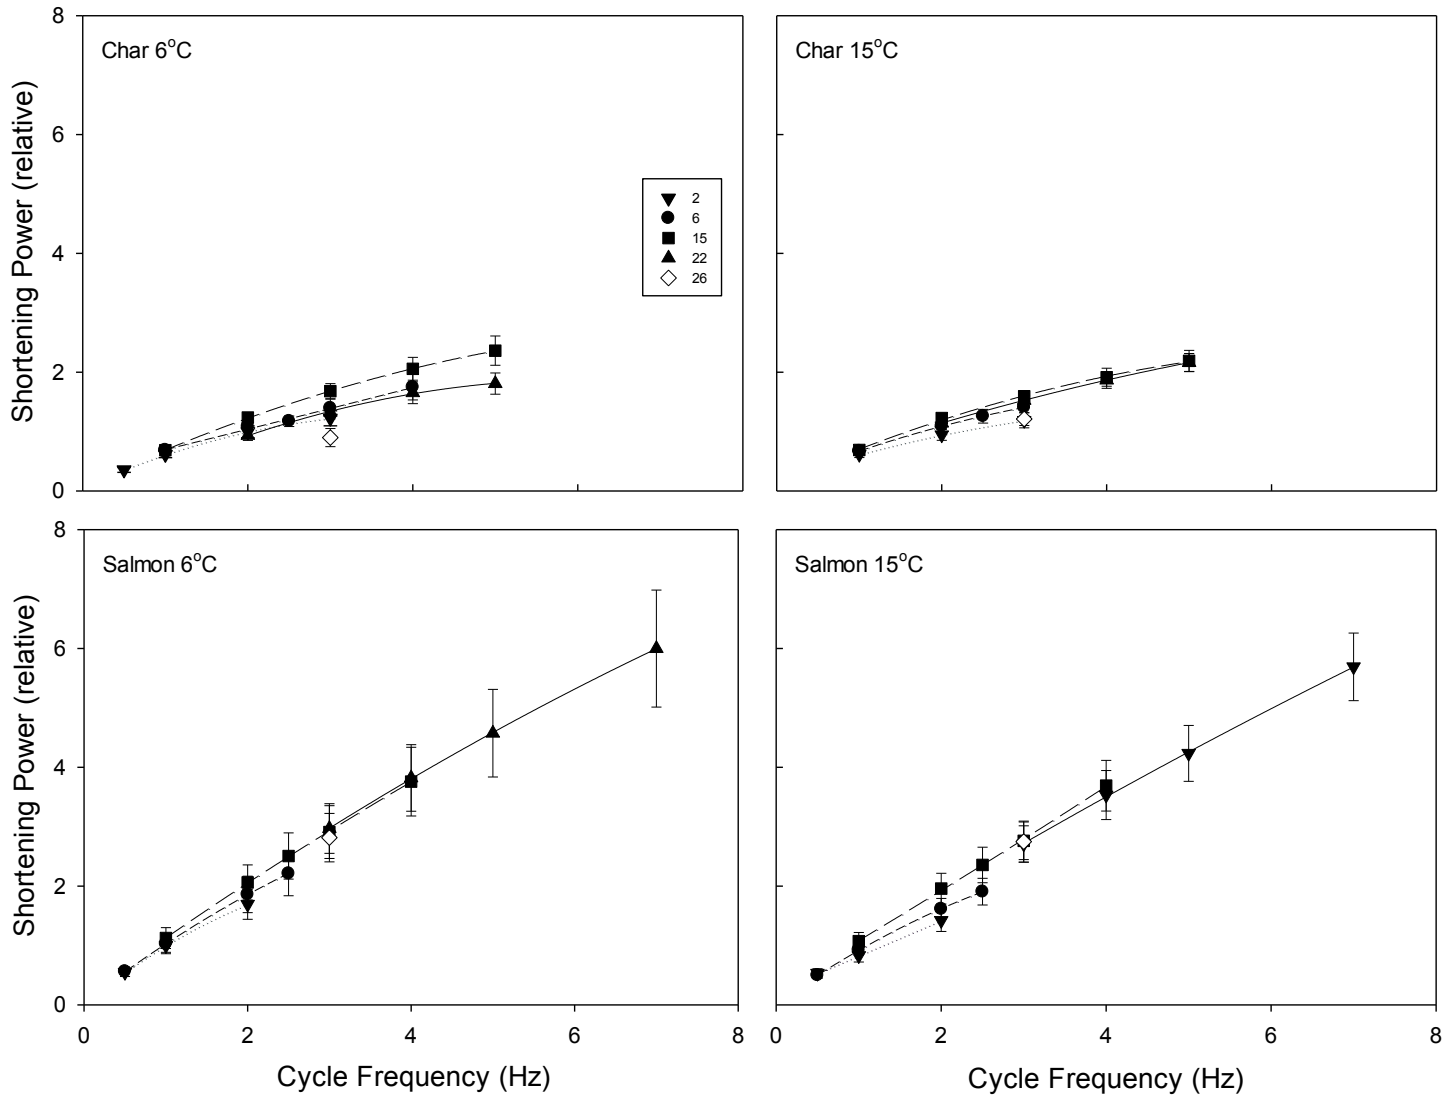 8
Char 6°C
Char 15°C
6
4
2
0
Shortening Power (relative)
2
6
15
22
26
8
Salmon 6°C
Salmon 15°C
6
4
2
0
Shortening Power (relative)
0 2 4 6 8
0 2 4 6 8
Cycle Frequency (Hz)
Cycle Frequency (Hz)